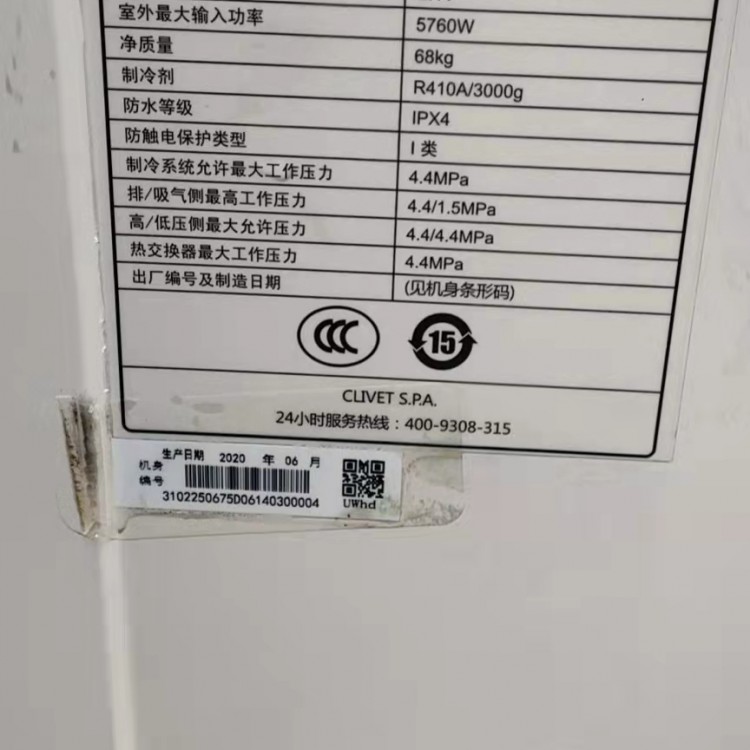 室外最大输入功率 5760W
净质量 68kg
制冷剂 R410A/3000g
防水等级 IPX4
防触电保护类型 I 类
制冷系统允许最大工作压力 4.4MPa
排/吸气侧最高工作压力 4.4/1.5MPa
高/低压侧最大允许压力 4.4/4.4MPa
热交换器最大工作压力 4.4MPa
出厂编号及制造日期 (见机身条形码)
CCC 15
CLIVET S.P.A.
24小时服务热线：400-9308-315
生产日期 2020 年 06 月
机身
编号
3102250675D06140300004
UWhd